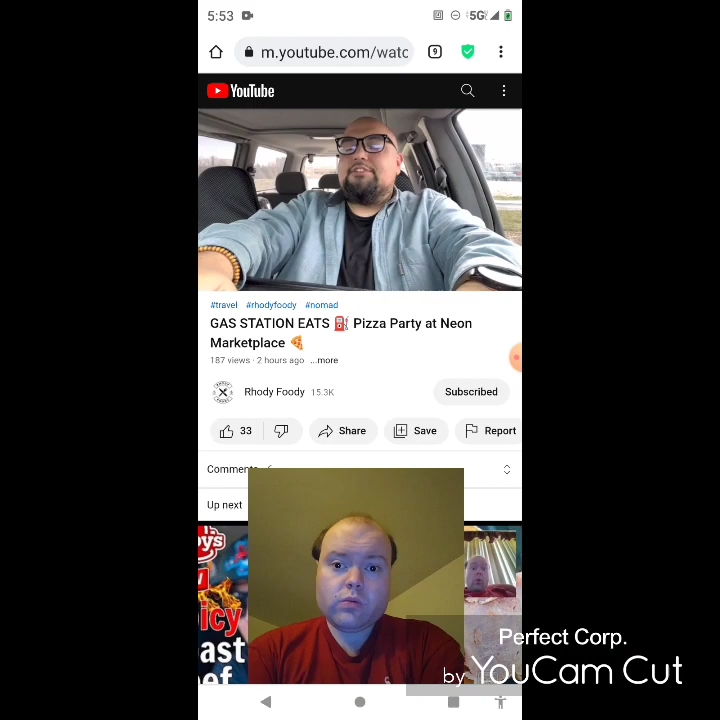 5:53
5G
m.youtube.com/watc
9
YouTube
#travel #rhodyfoody #nomad
GAS STATION EATS ⛽ Pizza Party at Neon
Marketplace 🍕
187 views · 2 hours ago ...more
Rhody Foody 15.3K
Subscribed
33
Share
Save
Report
Up next
Perfect Corp.
by YouCam Cut